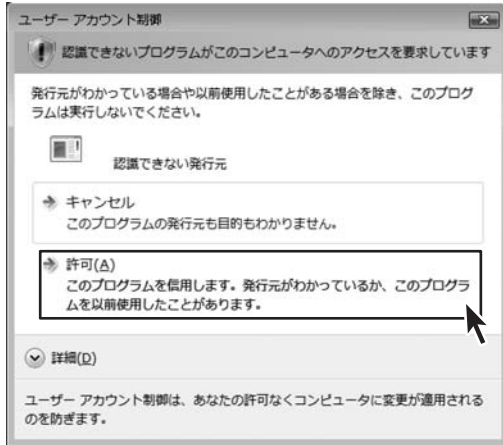 ユーザー アカウント制御
認識できないプログラムがこのコンピュータへのアクセスを要求しています
発行元がわかっている場合や以前使用したことがある場合を除き、このプログ
ラムは実行しないでください。
認識できない発行元
キャンセル
このプログラムの発行元も目的もわかりません。
許可(A)
このプログラムを信用します。発行元がわかっているか、このプログラ
ムを以前使用したことがあります。
詳細(D)
ユーザー アカウント制御は、あなたの許可なくコンピュータに変更が適用される
のを防ぎます。